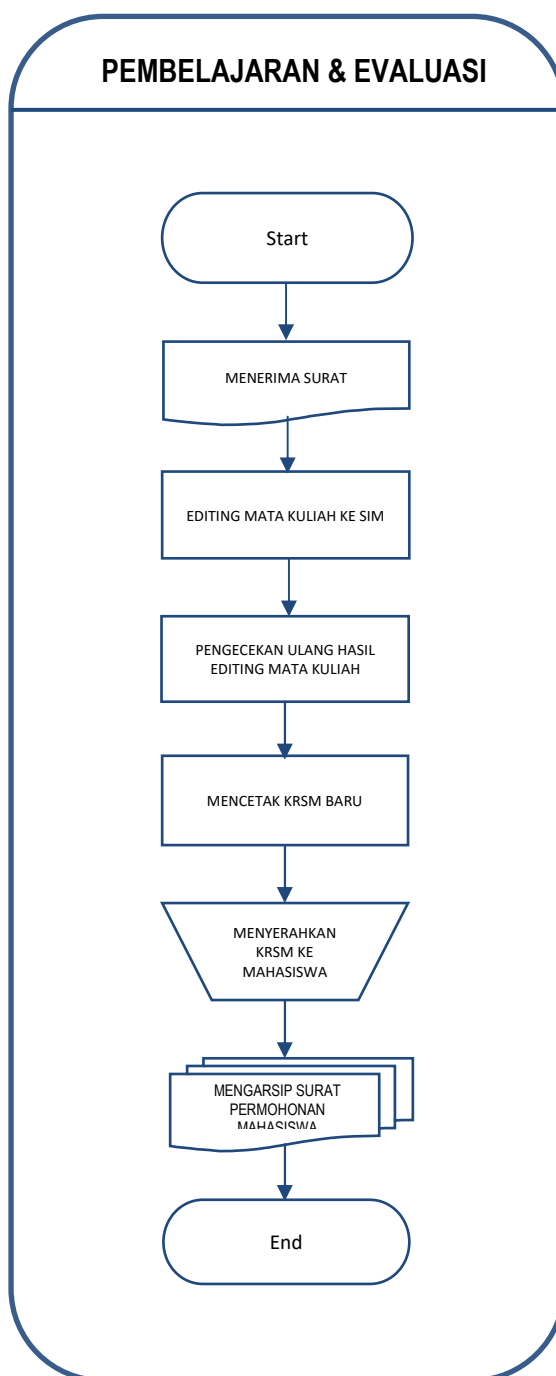 PEMBELAJARAN & EVALUASI
Start
MENERIMA SURAT
EDITING MATA KULIAH KE SIM
PENGECEKAN ULANG HASIL
EDITING MATA KULIAH
MENCETAK KRSM BARU
MENYERAHKAN
KRSM KE
MAHASISWA
MENGARSIP SURAT
PERMOHONAN
MAHASISWA
End